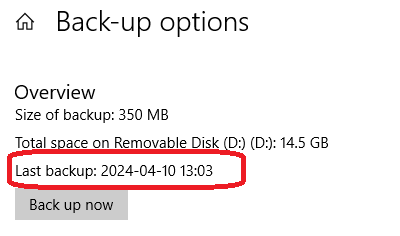 Back-up options
Overview
Size of backup: 350 MB
Total space on Removable Disk (D:) (D:): 14.5 GB
Last backup: 2024-04-10 13:03
Back up now